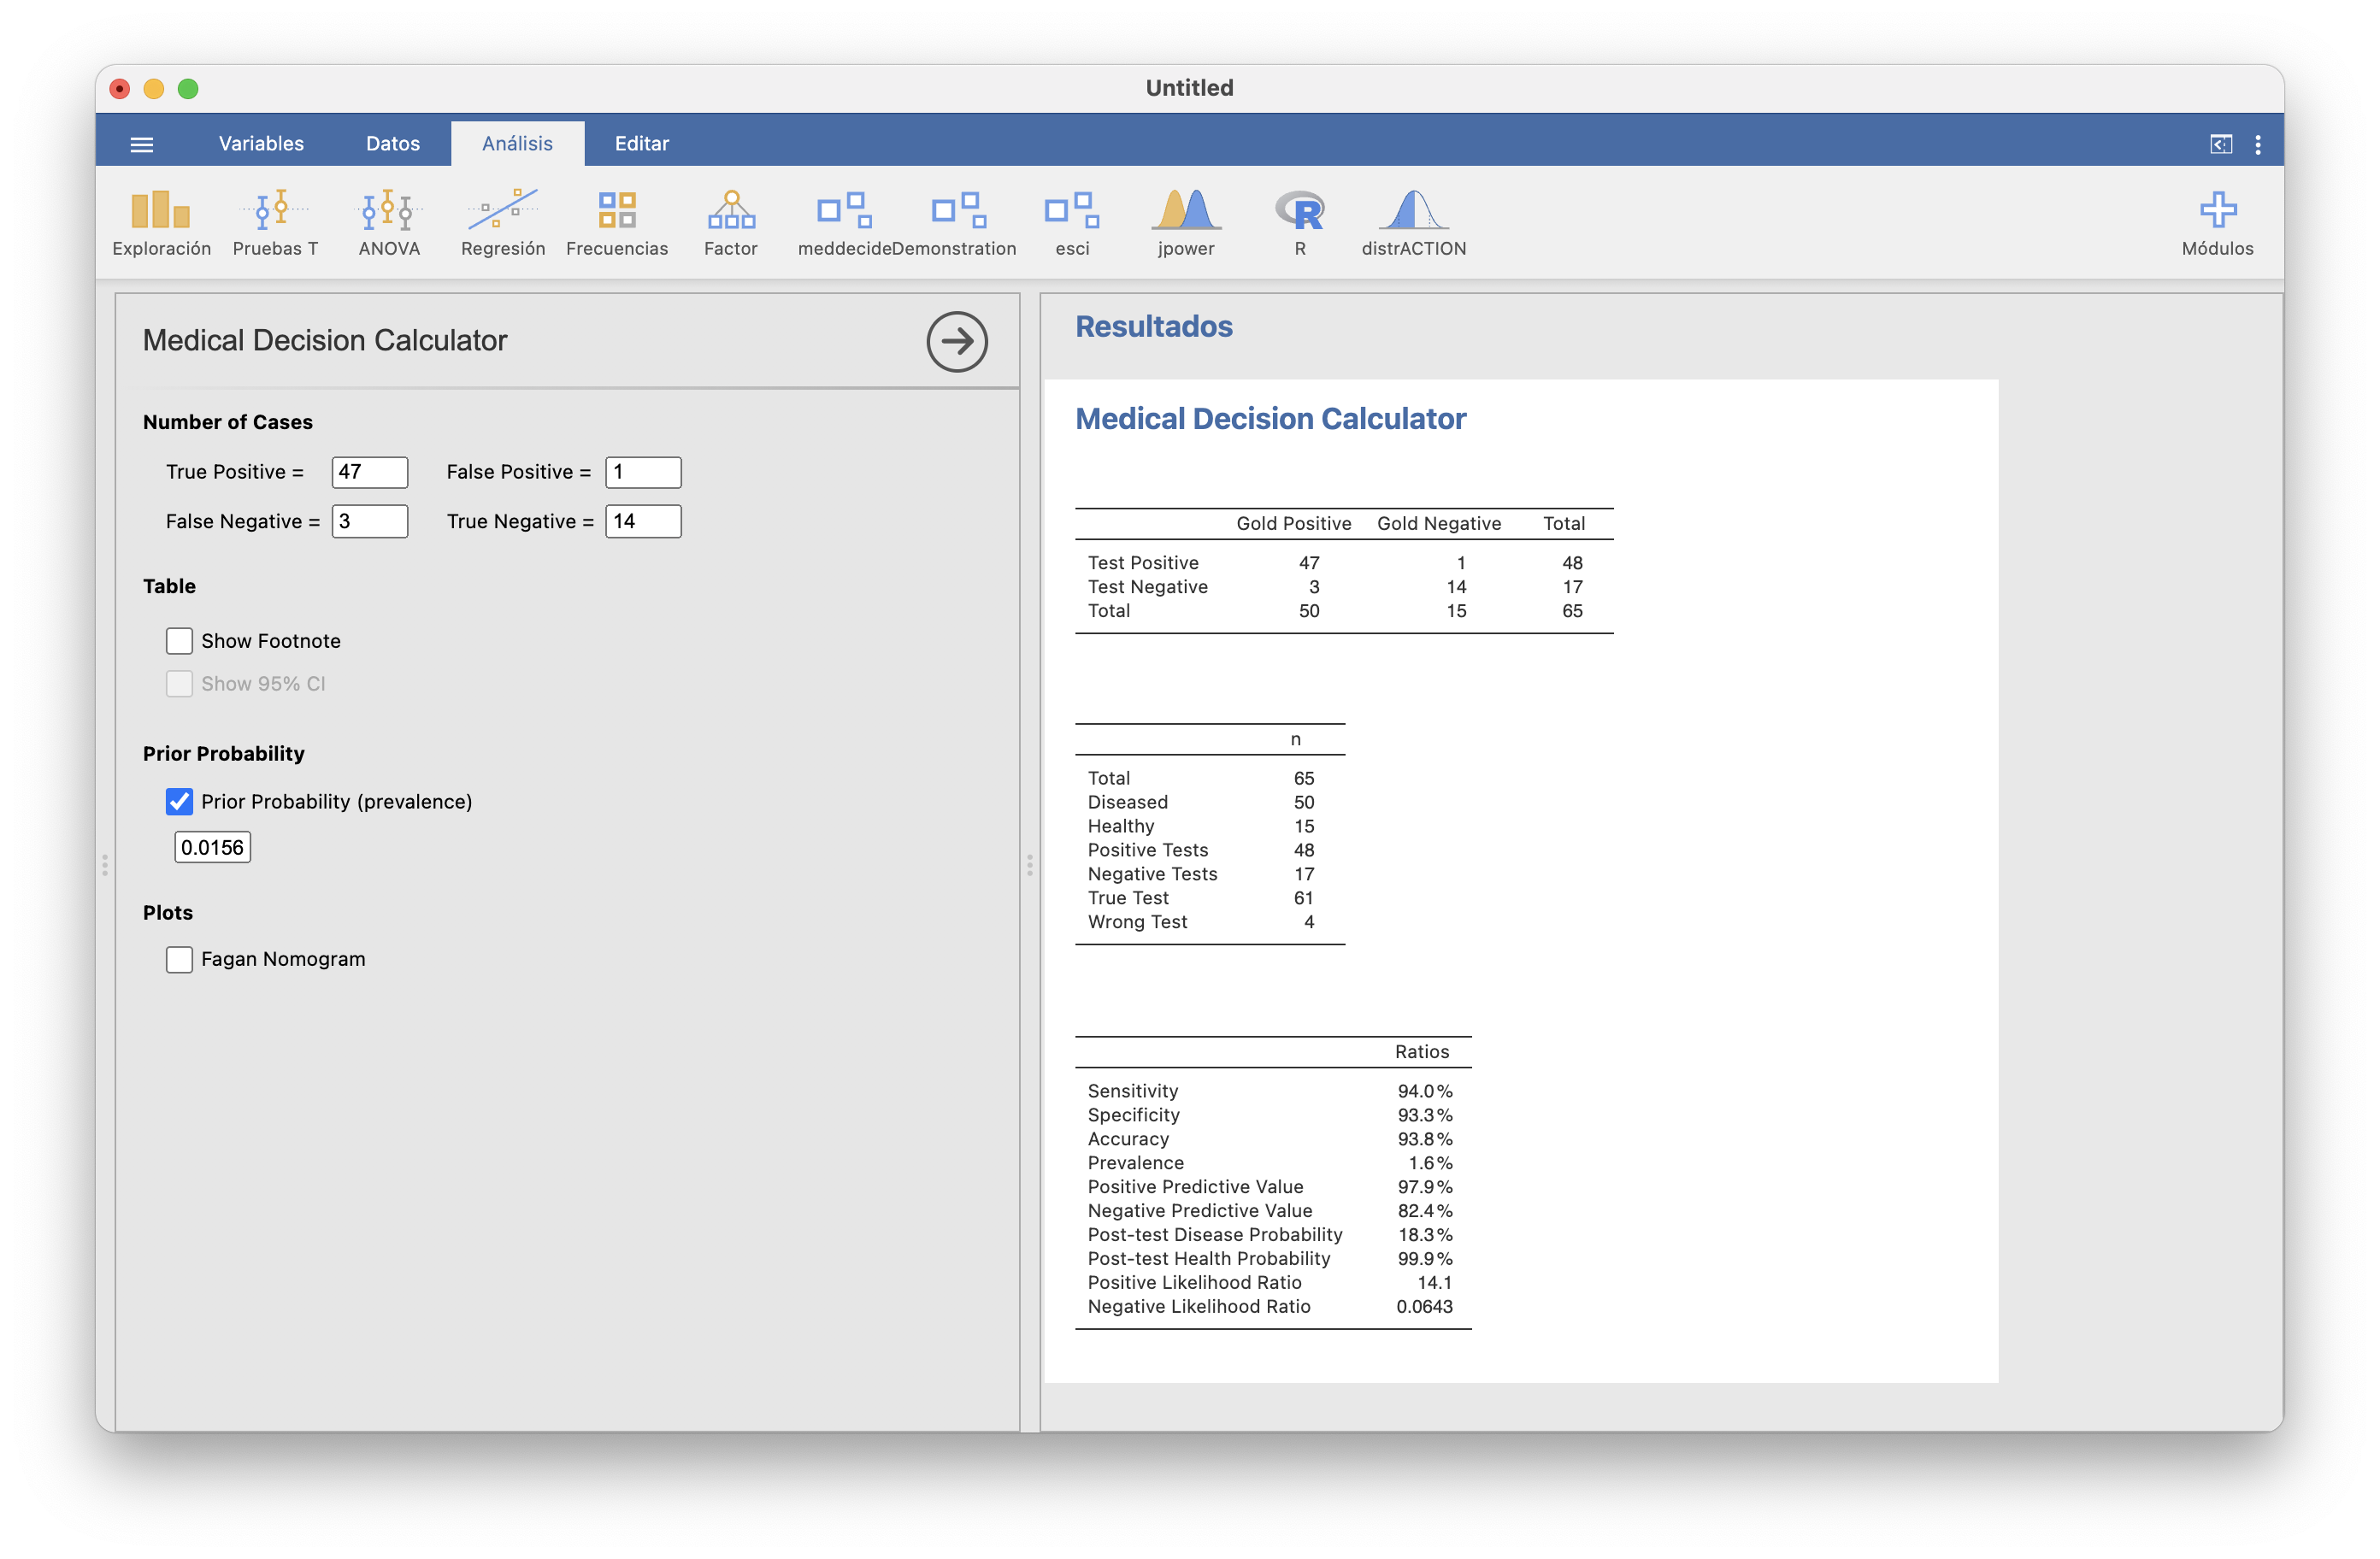 Untitled
Variables Datos Análisis Editar
Exploración Pruebas T ANOVA Regresión Frecuencias Factor meddecide Demonstration esci jpower R distrACTION Módulos
Medical Decision Calculator
Number of Cases
True Positive = 47 False Positive = 1
False Negative = 3 True Negative = 14
Table
Show Footnote
Show 95% CI
Prior Probability
Prior Probability (prevalence)
0.0156
Plots
Fagan Nomogram
Resultados
Medical Decision Calculator
Gold Positive Gold Negative Total
Test Positive 47 1 48
Test Negative 3 14 17
Total 50 15 65
n
Total 65
Diseased 50
Healthy 15
Positive Tests 48
Negative Tests 17
True Test 61
Wrong Test 4
Ratios
Sensitivity 94.0%
Specificity 93.3%
Accuracy 93.8%
Prevalence 1.6%
Positive Predictive Value 97.9%
Negative Predictive Value 82.4%
Post-test Disease Probability 18.3%
Post-test Health Probability 99.9%
Positive Likelihood Ratio 14.1
Negative Likelihood Ratio 0.0643